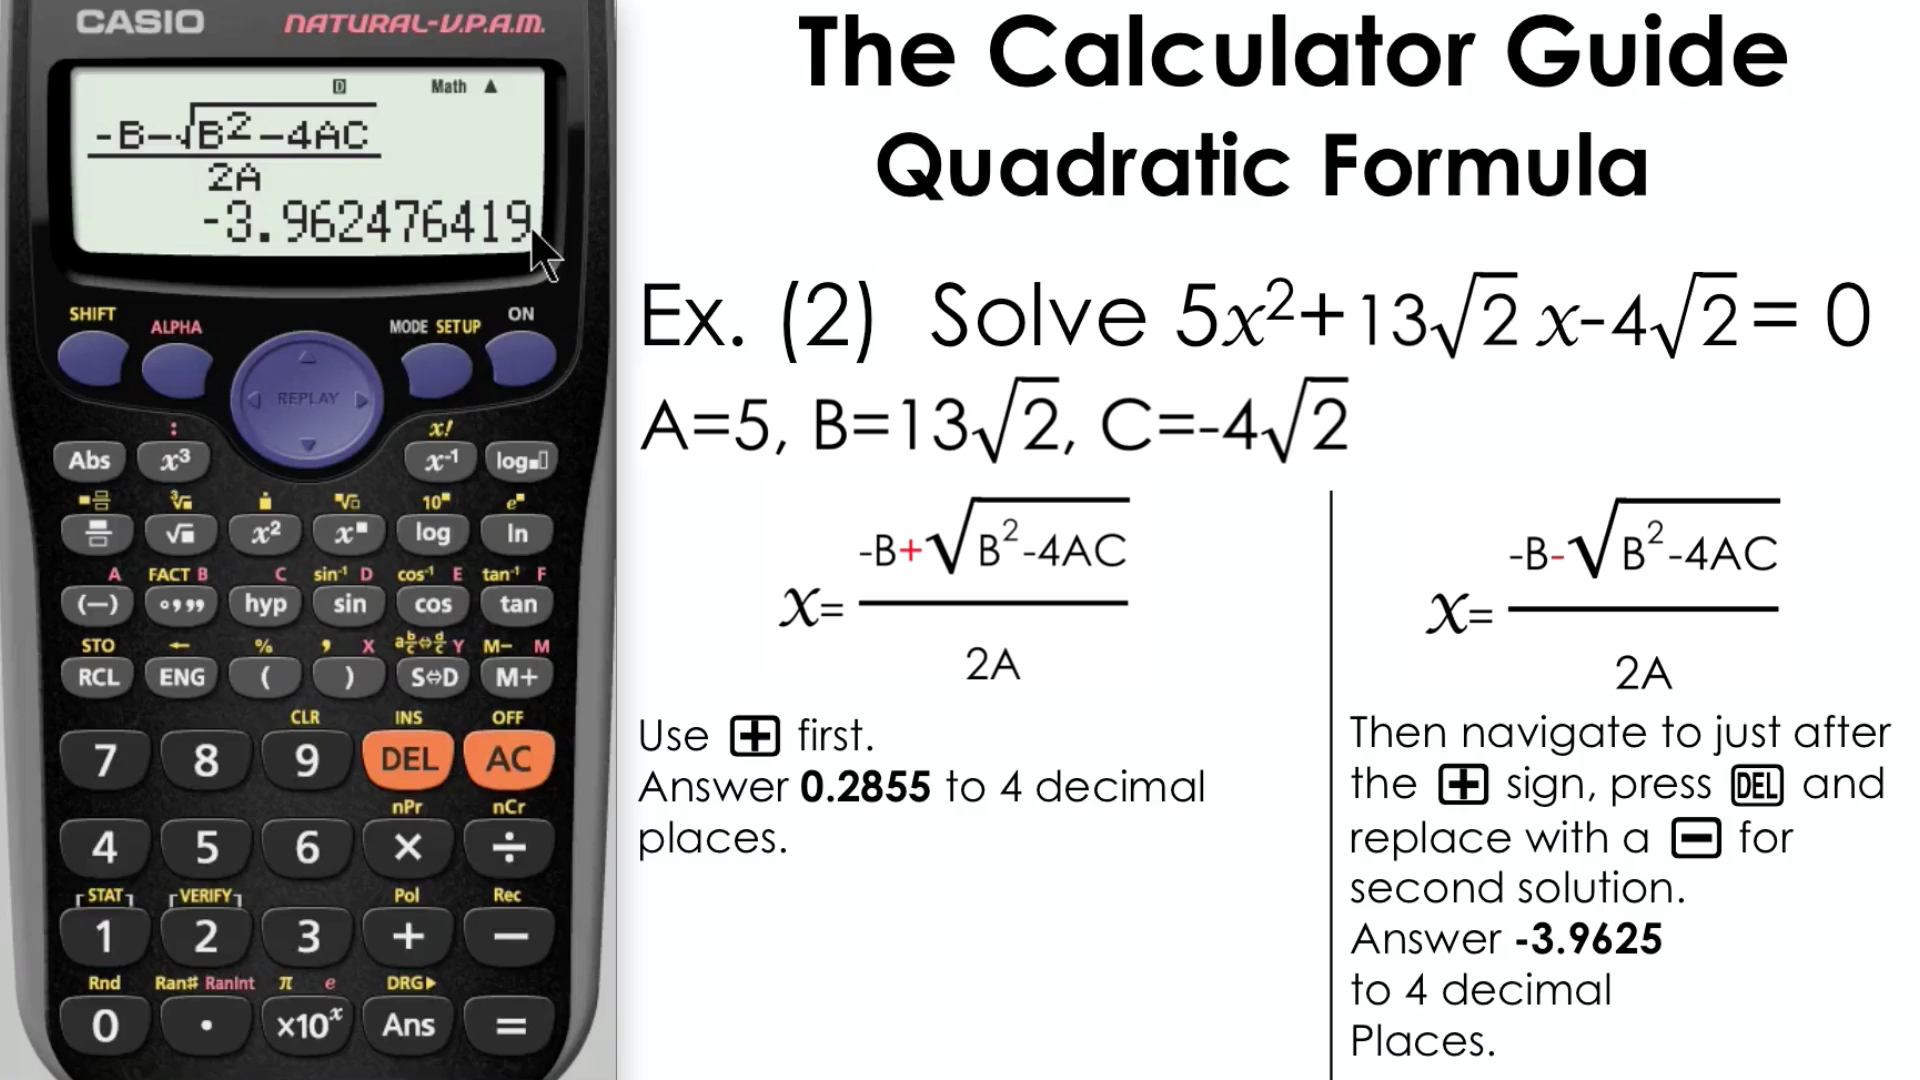 CASIO NATURAL-V.P.A.M.
D Math ▲
-B-√B²-4AC
2A
-3.962476419
SHIFT ALPHA MODE SETUP ON
REPLAY
: x!
Abs x³ x⁻¹ log■▯
■▤ ³√■ ▪ ■√▯ 10■ e■
▤ √■ x² x■ log ln
A FACT B C sin⁻¹ D cos⁻¹ E tan⁻¹ F
(−) °,,, hyp sin cos tan
STO ← % , X a b/c⇔d/c Y M− M
RCL ENG ( ) S⇔D M+
CLR INS OFF
7 8 9 DEL AC
nPr nCr
4 5 6 × ÷
STAT VERIFY Pol Rec
1 2 3 + −
Rnd Ran# RanInt π e DRG▶
0 . ×10ˣ Ans =
The Calculator Guide
Quadratic Formula
Ex. (2) Solve 5x²+13√2 x-4√2= 0
A=5, B=13√2, C=-4√2
-B+√B²-4AC
x=
2A
Use + first.
Answer 0.2855 to 4 decimal
places.
-B-√B²-4AC
x=
2A
Then navigate to just after
the + sign, press DEL and
replace with a − for
second solution.
Answer -3.9625
to 4 decimal
Places.